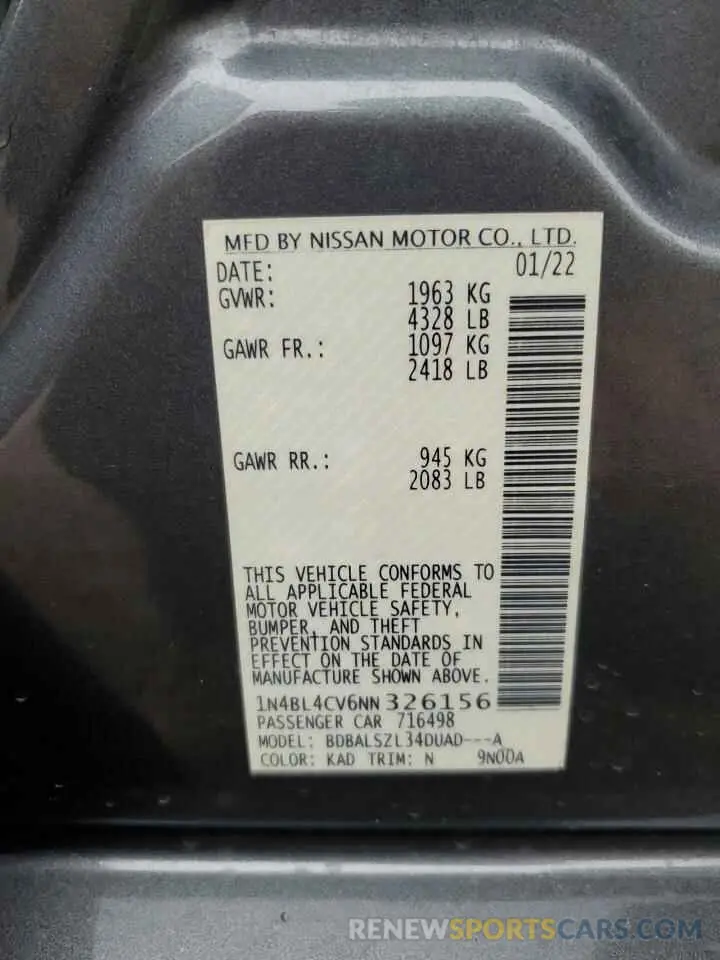 MFD BY NISSAN MOTOR CO., LTD.
DATE: 01/22
GVWR: 1963 KG
4328 LB
GAWR FR.: 1097 KG
2418 LB
GAWR RR.: 945 KG
2083 LB
THIS VEHICLE CONFORMS TO
ALL APPLICABLE FEDERAL
MOTOR VEHICLE SAFETY,
BUMPER, AND THEFT
PREVENTION STANDARDS IN
EFFECT ON THE DATE OF
MANUFACTURE SHOWN ABOVE.
1N4BL4CV6NN326156
PASSENGER CAR 716498
MODEL: BDBALSZL34DUAD---A
COLOR: KAD TRIM: N 9N00A
RENEWSPORTSCARS.COM